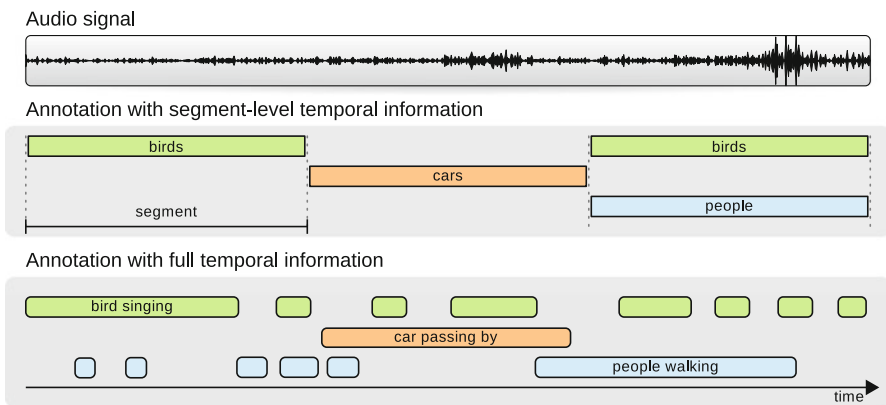 Audio signal
Annotation with segment-level temporal information
birds
birds
cars
people
segment
Annotation with full temporal information
bird singing
car passing by
people walking
time